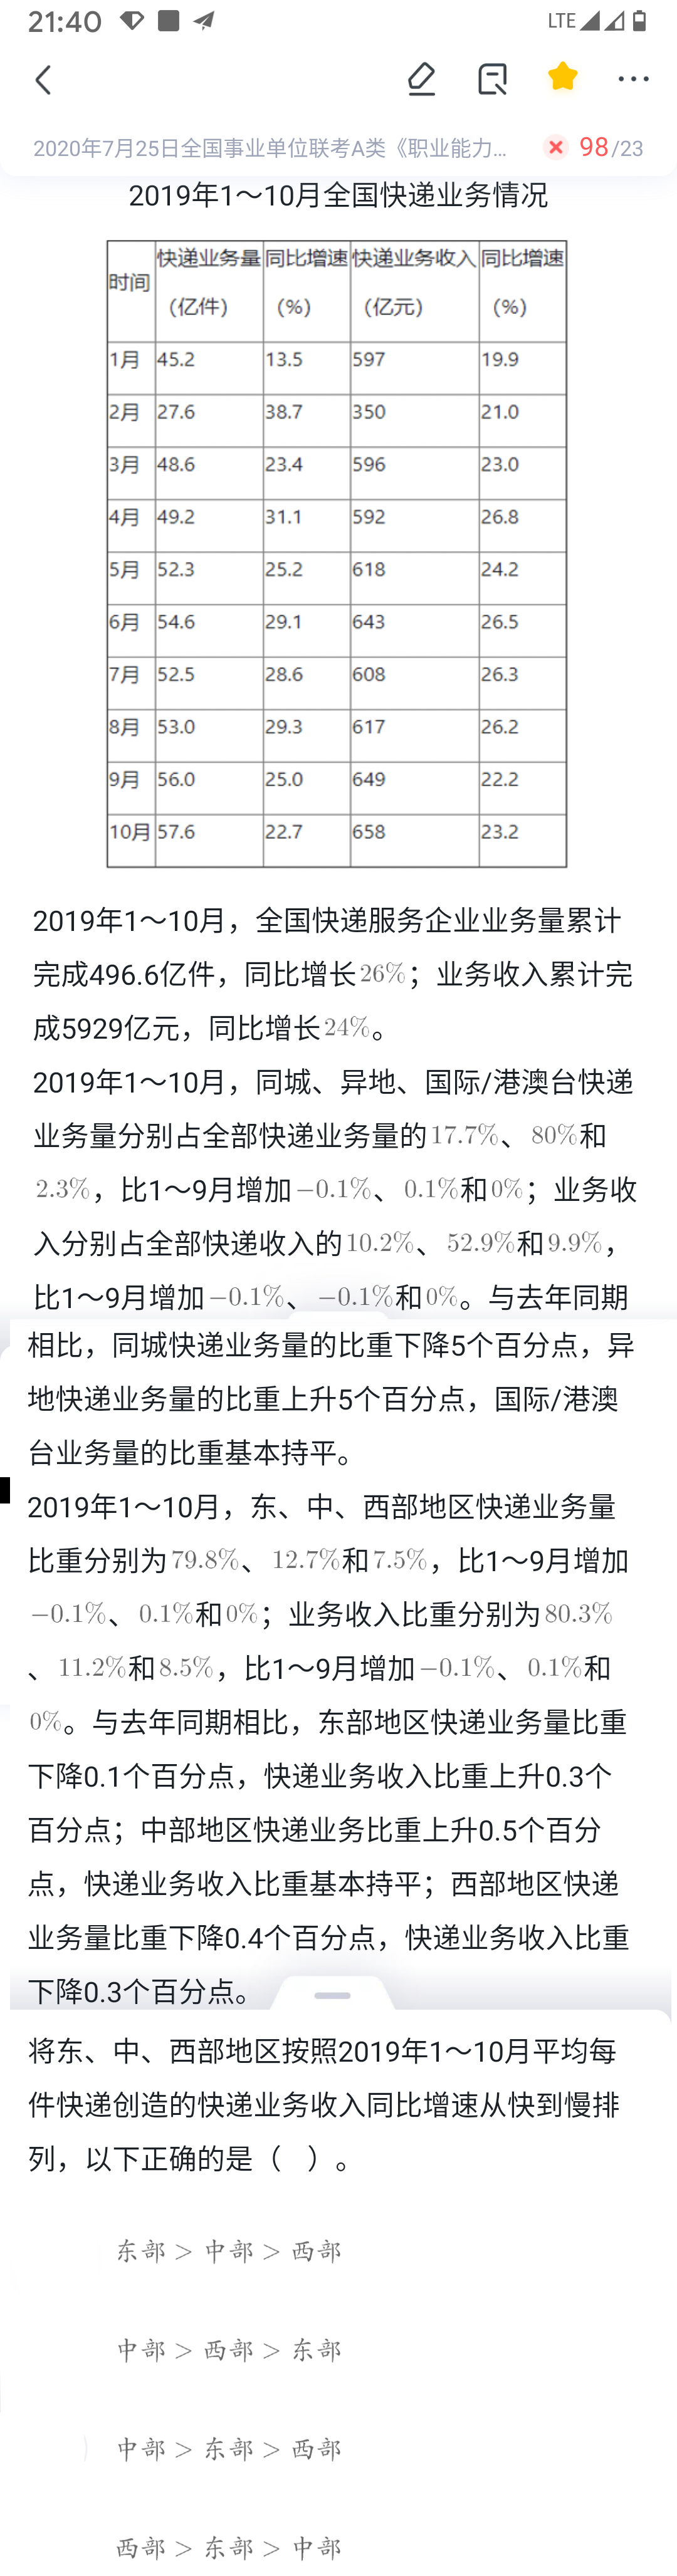 21:40 LTE
2020年7月25日全国事业单位联考A类《职业能力... 98/23
2019年1～10月全国快递业务情况
时间 快递业务量（亿件） 同比增速（%） 快递业务收入（亿元） 同比增速（%）
1月 45.2 13.5 597 19.9
2月 27.6 38.7 350 21.0
3月 48.6 23.4 596 23.0
4月 49.2 31.1 592 26.8
5月 52.3 25.2 618 24.2
6月 54.6 29.1 643 26.5
7月 52.5 28.6 608 26.3
8月 53.0 29.3 617 26.2
9月 56.0 25.0 649 22.2
10月 57.6 22.7 658 23.2
2019年1～10月，全国快递服务企业业务量累计
完成496.6亿件，同比增长26%；业务收入累计完
成5929亿元，同比增长24%。
2019年1～10月，同城、异地、国际/港澳台快递
业务量分别占全部快递业务量的17.7%、80%和
2.3%，比1～9月增加-0.1%、0.1%和0%；业务收
入分别占全部快递收入的10.2%、52.9%和9.9%，
比1～9月增加-0.1%、-0.1%和0%。与去年同期
相比，同城快递业务量的比重下降5个百分点，异
地快递业务量的比重上升5个百分点，国际/港澳
台业务量的比重基本持平。
2019年1～10月，东、中、西部地区快递业务量
比重分别为79.8%、12.7%和7.5%，比1～9月增加
-0.1%、0.1%和0%；业务收入比重分别为80.3%
、11.2%和8.5%，比1～9月增加-0.1%、0.1%和
0%。与去年同期相比，东部地区快递业务量比重
下降0.1个百分点，快递业务收入比重上升0.3个
百分点；中部地区快递业务比重上升0.5个百分
点，快递业务收入比重基本持平；西部地区快递
业务量比重下降0.4个百分点，快递业务收入比重
下降0.3个百分点。
将东、中、西部地区按照2019年1～10月平均每
件快递创造的快递业务收入同比增速从快到慢排
列，以下正确的是（ ）。
东部 > 中部 > 西部
中部 > 西部 > 东部
中部 > 东部 > 西部
西部 > 东部 > 中部